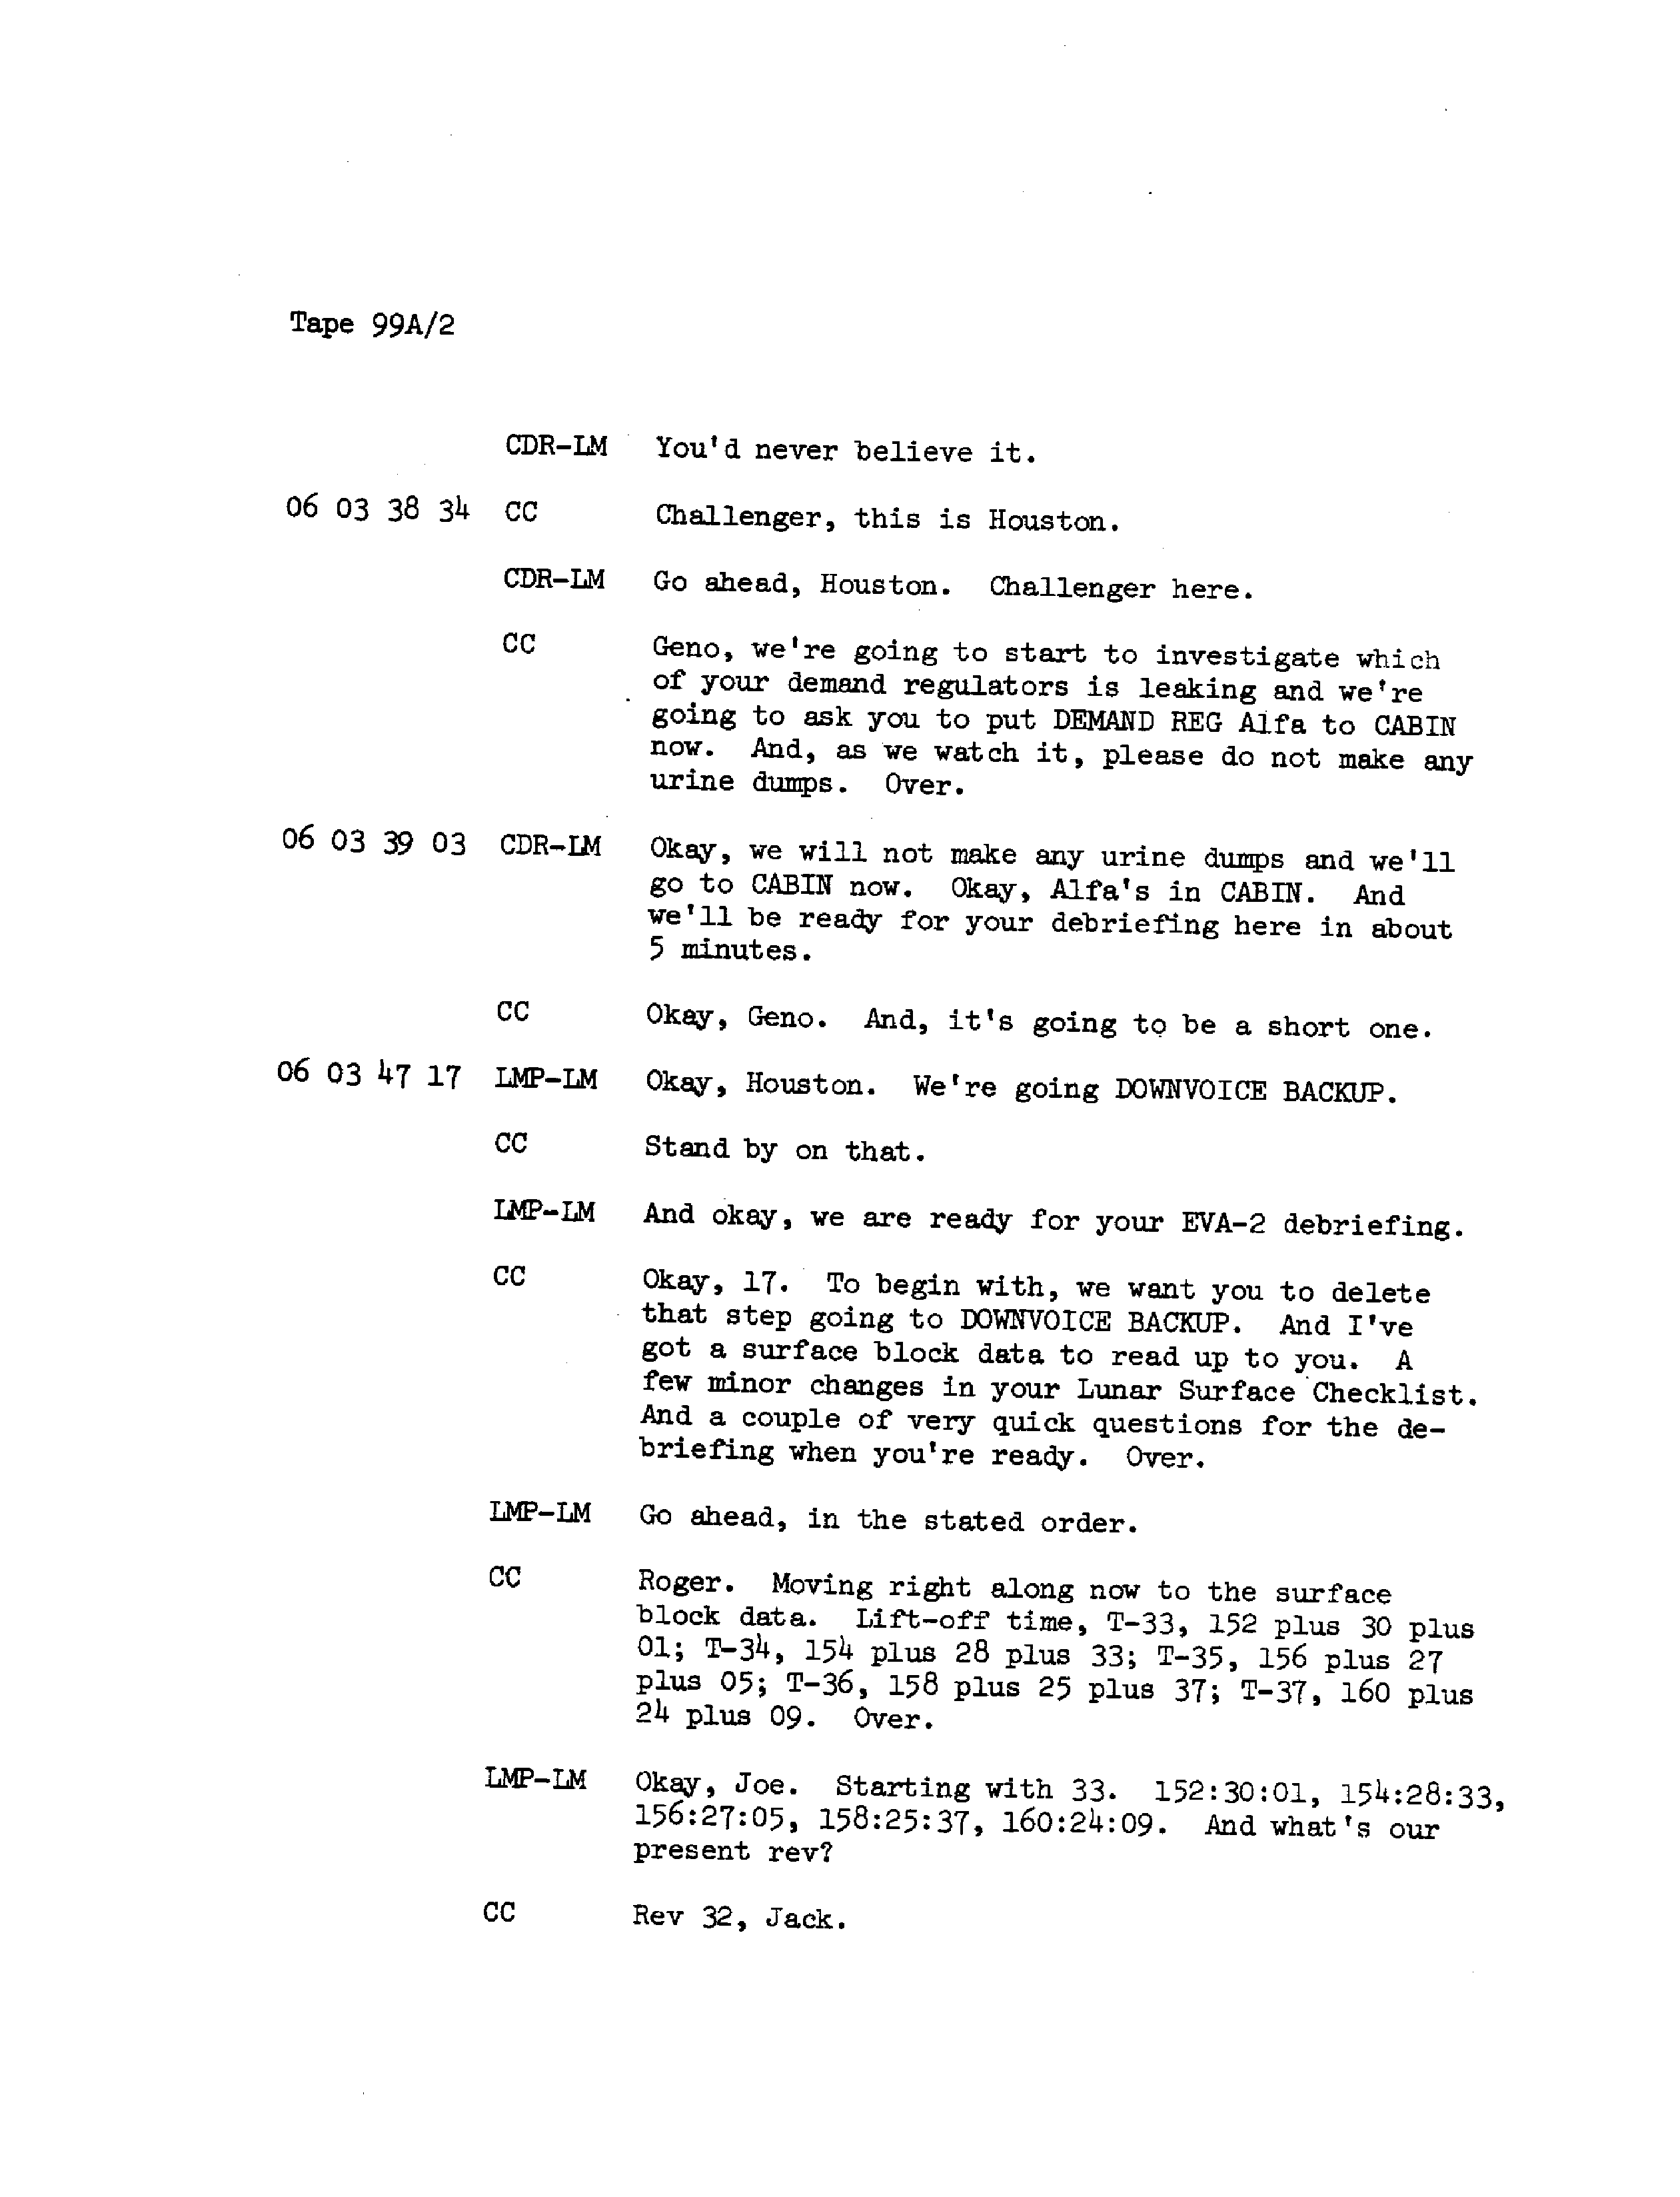 Tape 99A/2
CDR-LM You'd never believe it.
06 03 38 34 CC Challenger, this is Houston.
CDR-LM Go ahead, Houston. Challenger here.
CC Geno, we're going to start to investigate which
of your demand regulators is leaking and we're
going to ask you to put DEMAND REG Alfa to CABIN
now. And, as we watch it, please do not make any
urine dumps. Over.
06 03 39 03 CDR-LM Okay, we will not make any urine dumps and we'll
go to CABIN now. Okay, Alfa's in CABIN. And
we'll be ready for your debriefing here in about
5 minutes.
CC Okay, Geno. And, it's going to be a short one.
06 03 47 17 LMP-LM Okay, Houston. We're going DOWNVOICE BACKUP.
CC Stand by on that.
LMP-LM And okay, we are ready for your EVA-2 debriefing.
CC Okay, 17. To begin with, we want you to delete
that step going to DOWNVOICE BACKUP. And I've
got a surface block data to read up to you. A
few minor changes in your Lunar Surface Checklist.
And a couple of very quick questions for the de-
briefing when you're ready. Over.
LMP-LM Go ahead, in the stated order.
CC Roger. Moving right along now to the surface
block data. Lift-off time, T-33, 152 plus 30 plus
01; T-34, 154 plus 28 plus 33; T-35, 156 plus 27
plus 05; T-36, 158 plus 25 plus 37; T-37, 160 plus
24 plus 09. Over.
LMP-LM Okay, Joe. Starting with 33. 152:30:01, 154:28:33,
156:27:05, 158:25:37, 160:24:09. And what's our
present rev?
CC Rev 32, Jack.